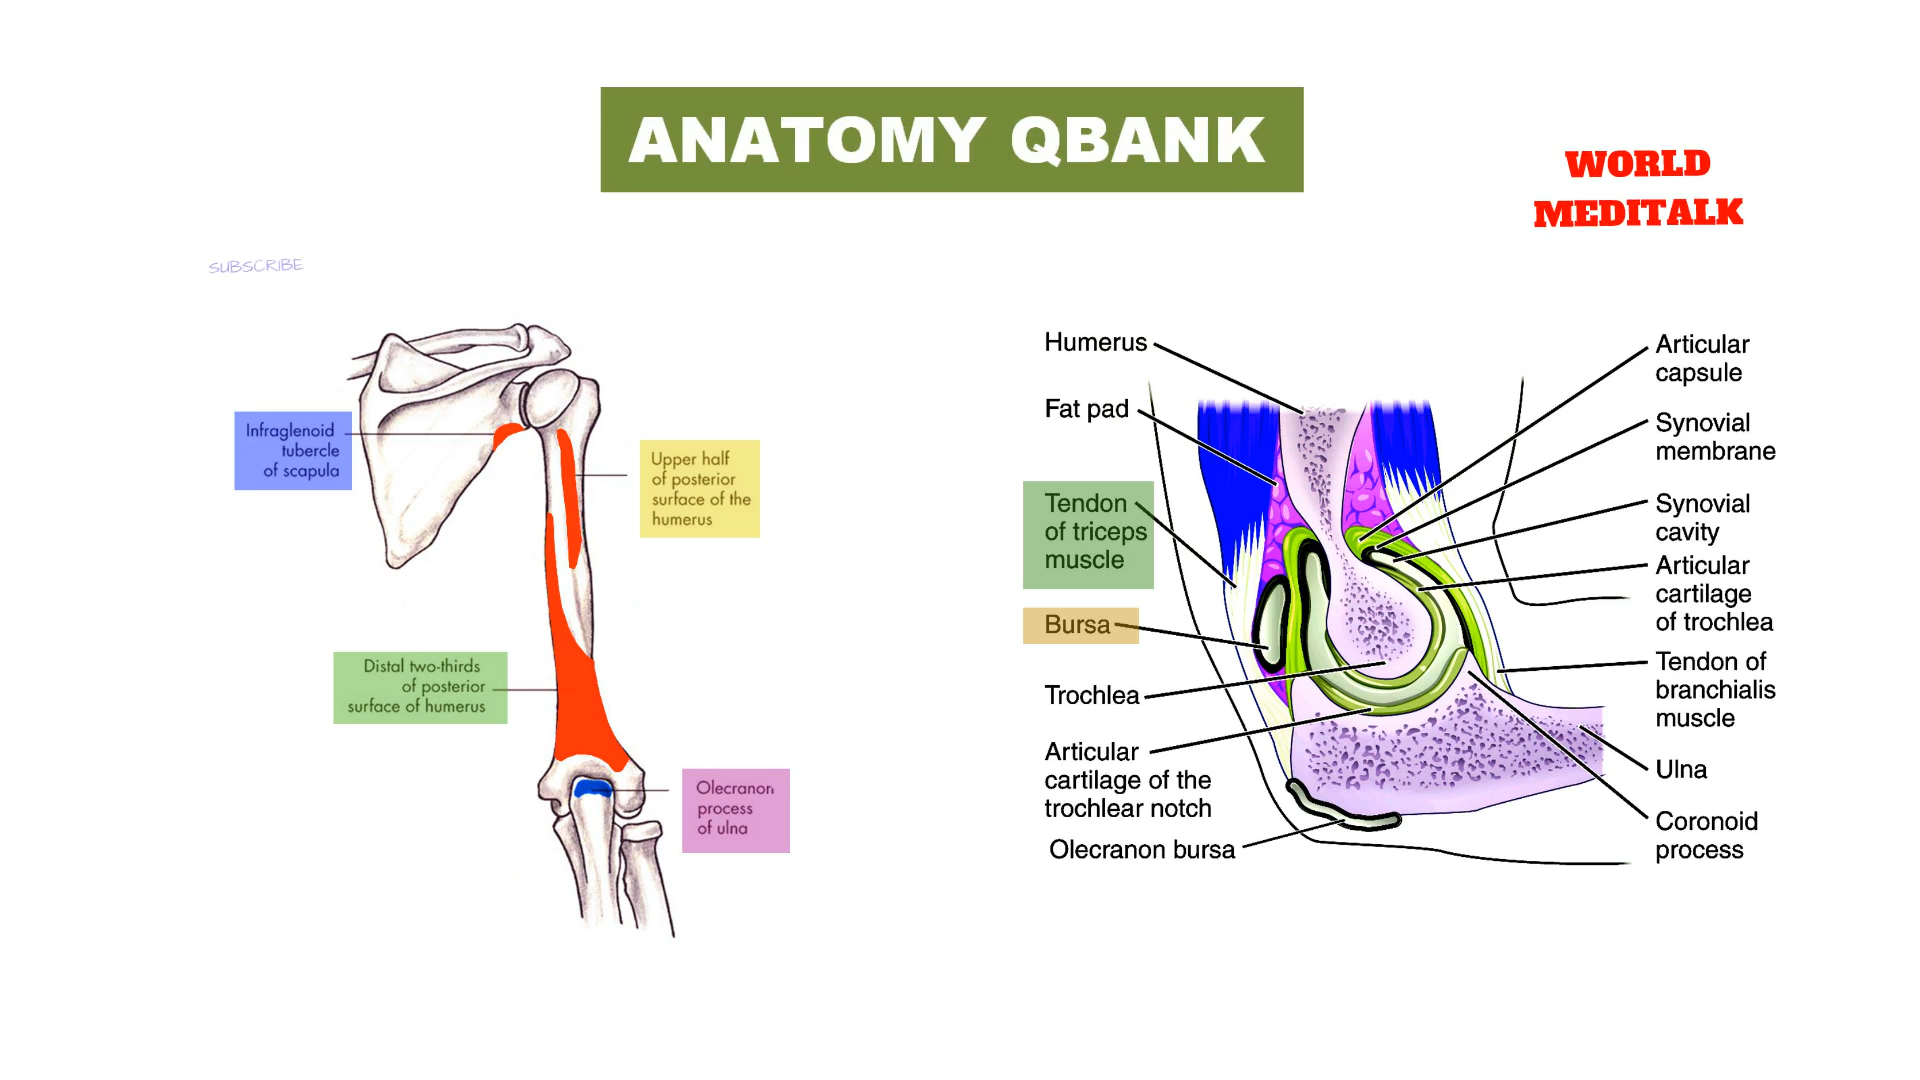 ANATOMY QBANK
WORLD
MEDITALK
SUBSCRIBE
Infraglenoid
tubercle
of scapula
Upper half
of posterior
surface of the
humerus
Distal two-thirds
of posterior
surface of humerus
Olecranon
process
of ulna
Humerus
Fat pad
Tendon
of triceps
muscle
Bursa
Trochlea
Articular
cartilage of the
trochlear notch
Olecranon bursa
Articular
capsule
Synovial
membrane
Synovial
cavity
Articular
cartilage
of trochlea
Tendon of
branchialis
muscle
Ulna
Coronoid
process